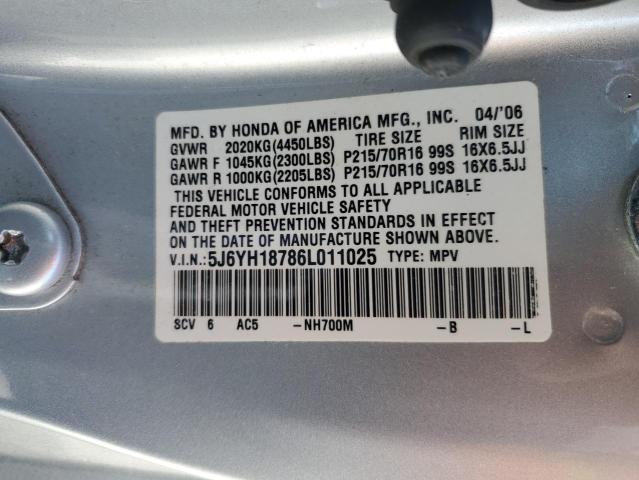 MFD. BY HONDA OF AMERICA MFG., INC. 04/'06
GVWR 2020KG(4450LBS) TIRE SIZE RIM SIZE
GAWR F 1045KG(2300LBS) P215/70R16 99S 16X6.5JJ
GAWR R 1000KG(2205LBS) P215/70R16 99S 16X6.5JJ
THIS VEHICLE CONFORMS TO ALL APPLICABLE
FEDERAL MOTOR VEHICLE SAFETY
AND THEFT PREVENTION STANDARDS IN EFFECT
ON THE DATE OF MANUFACTURE SHOWN ABOVE.
V.I.N.:5J6YH18786L011025 TYPE: MPV
SCV 6 AC5 -NH700M -B -L